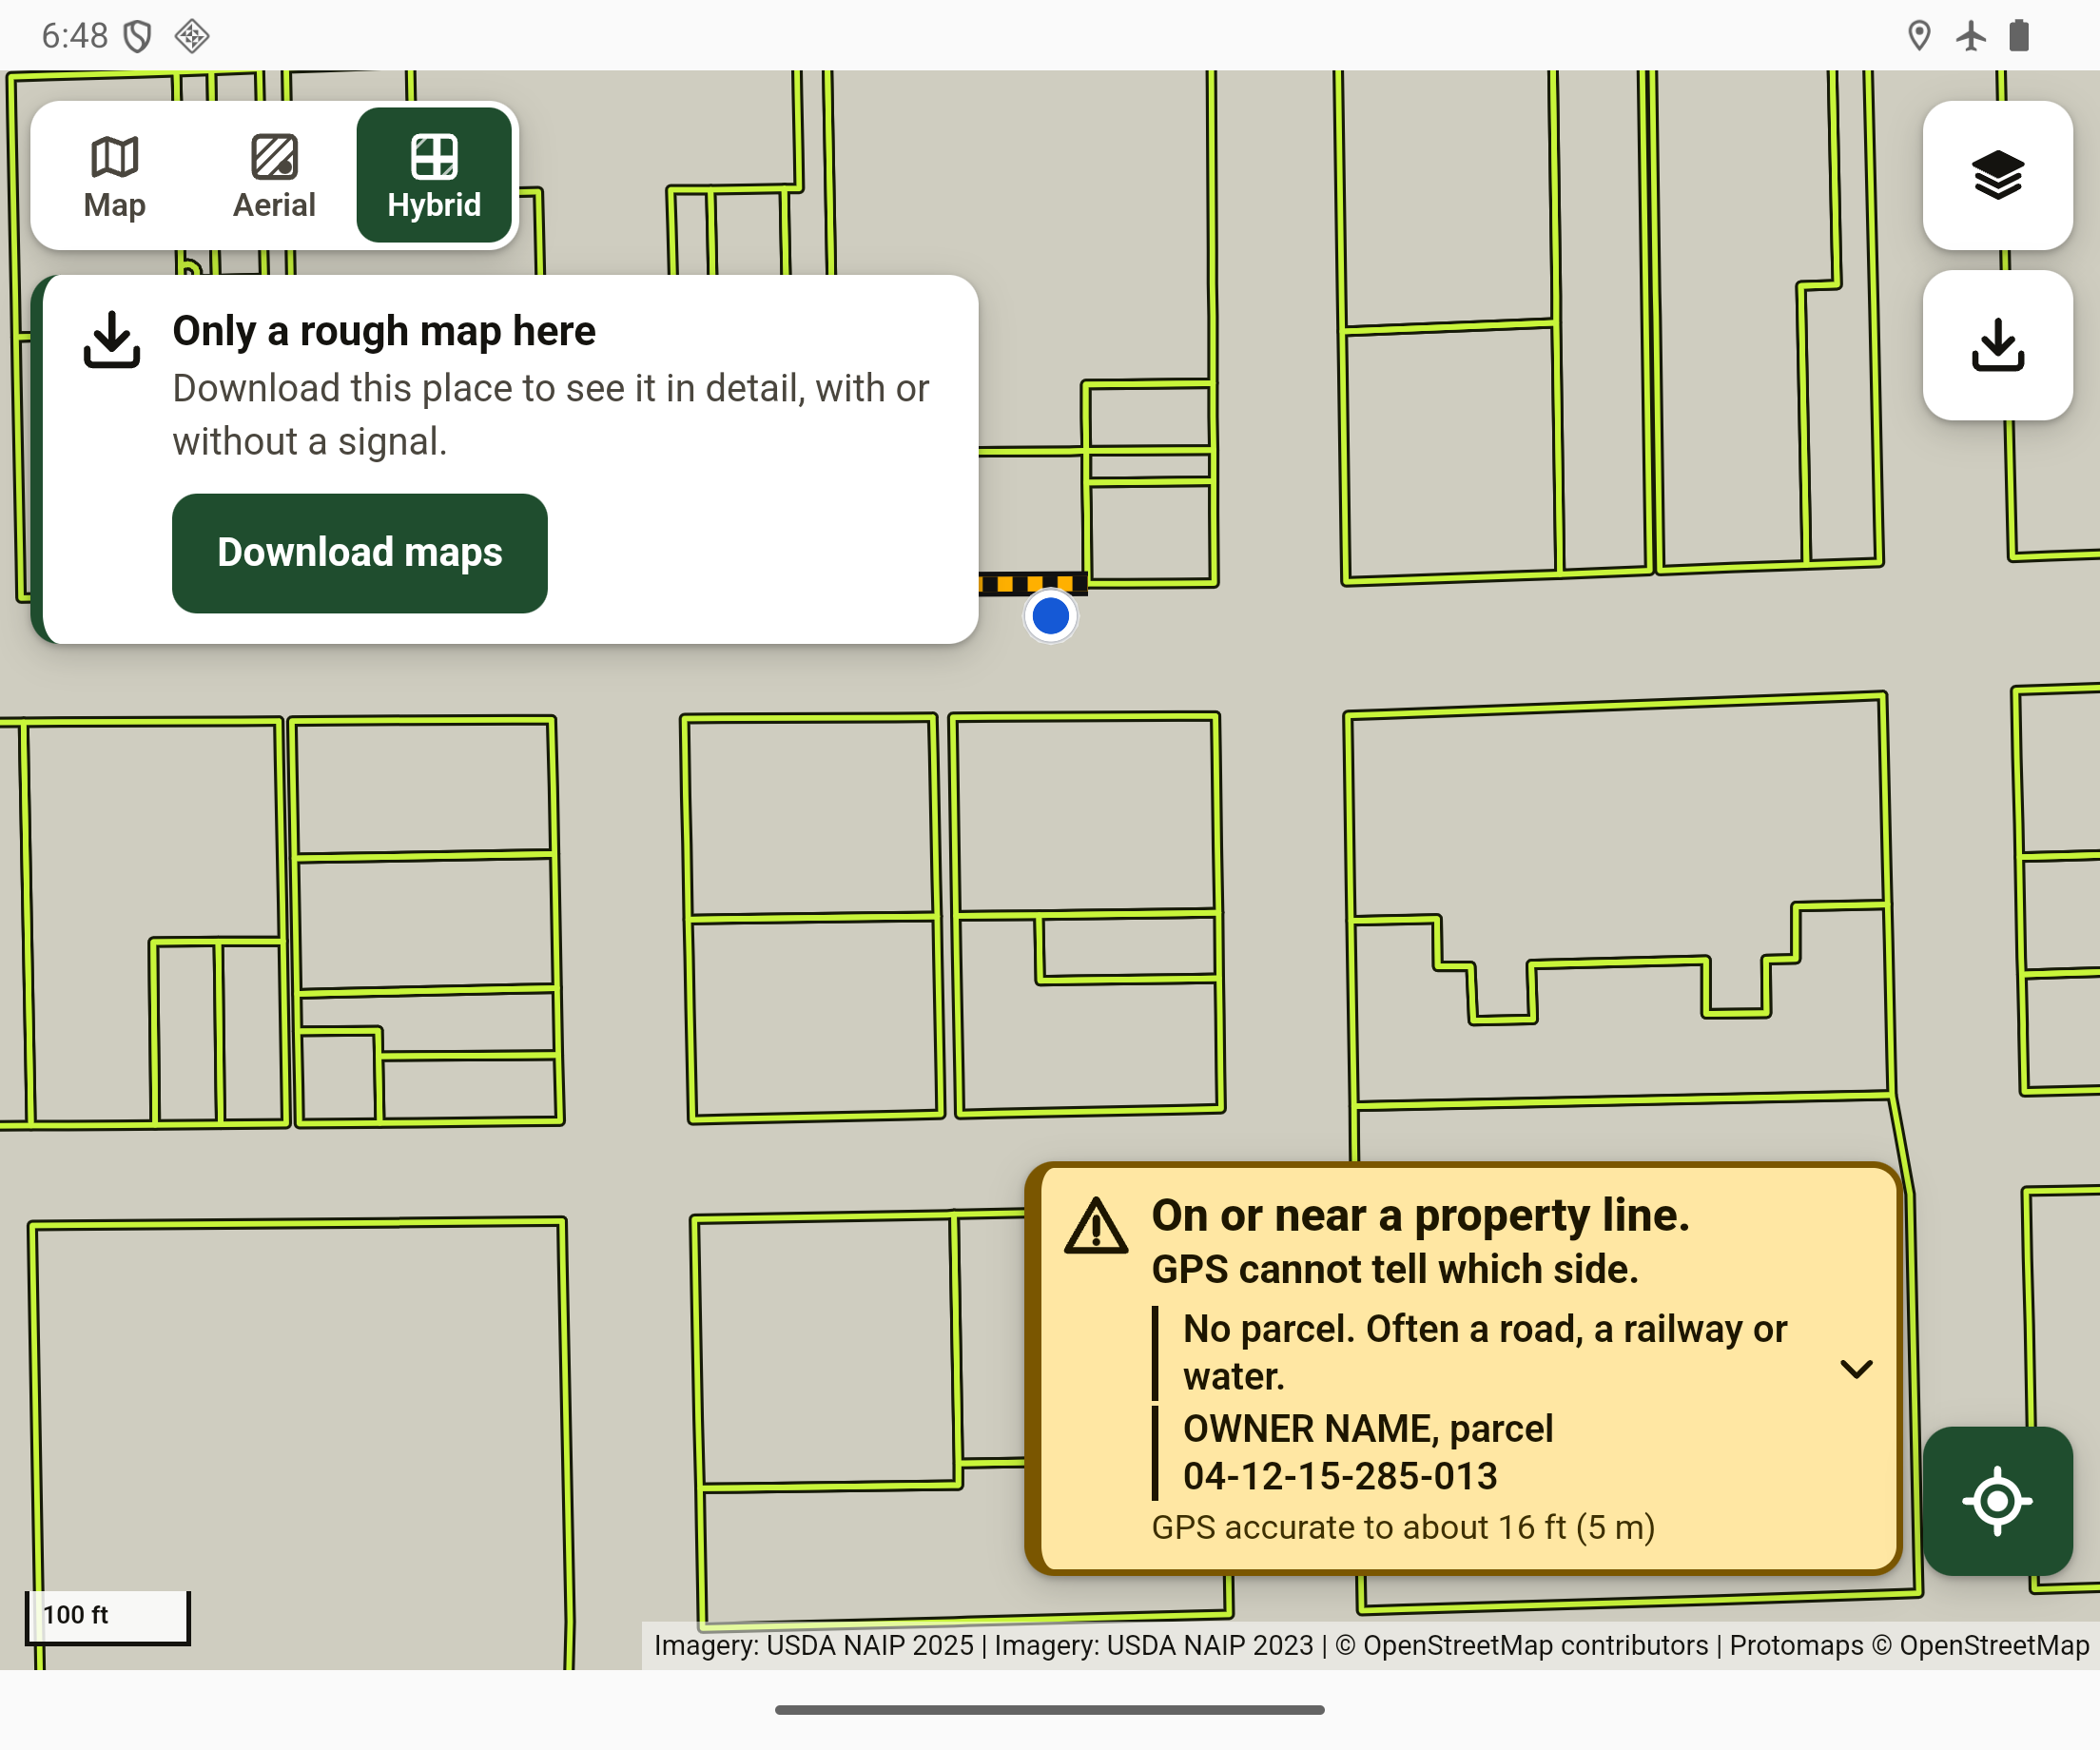 6:48
Map
Aerial
Hybrid
Only a rough map here
Download this place to see it in detail, with or
without a signal.
Download maps
On or near a property line.
GPS cannot tell which side.
No parcel. Often a road, a railway or
water.
OWNER NAME, parcel
04-12-15-285-013
GPS accurate to about 16 ft (5 m)
100 ft
Imagery: USDA NAIP 2025 | Imagery: USDA NAIP 2023 | © OpenStreetMap contributors | Protomaps © OpenStreetMap